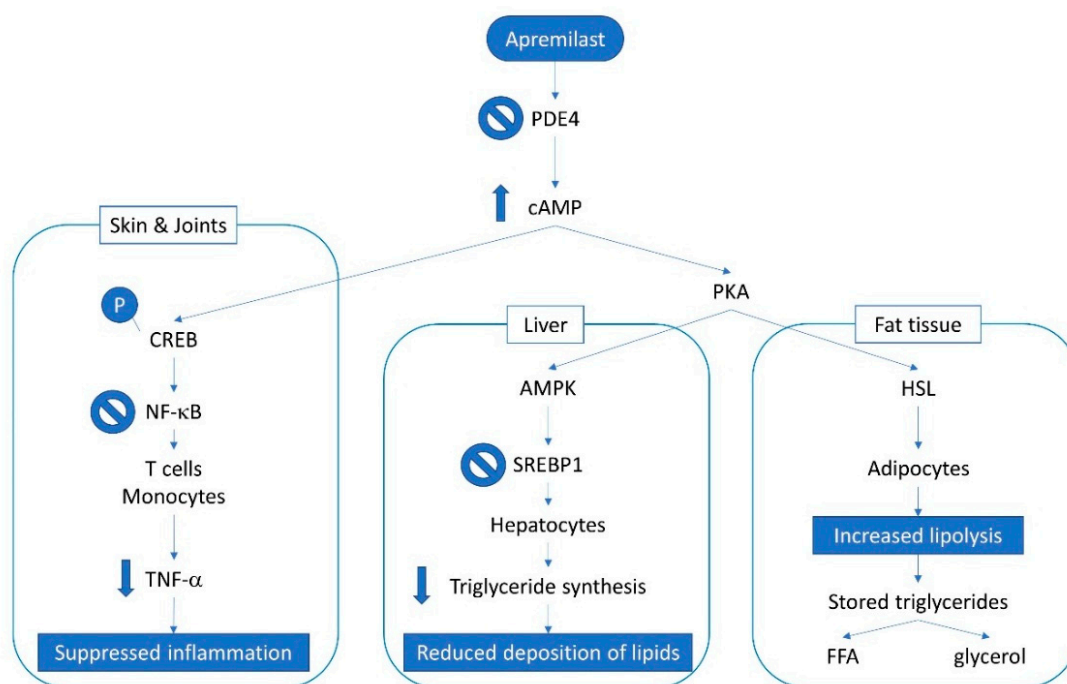 Apremilast
PDE4
cAMP
Skin & Joints
P
CREB
NF-κB
T cells
Monocytes
TNF-α
Suppressed inflammation
PKA
Liver
AMPK
SREBP1
Hepatocytes
Triglyceride synthesis
Reduced deposition of lipids
Fat tissue
HSL
Adipocytes
Increased lipolysis
Stored triglycerides
FFA
glycerol